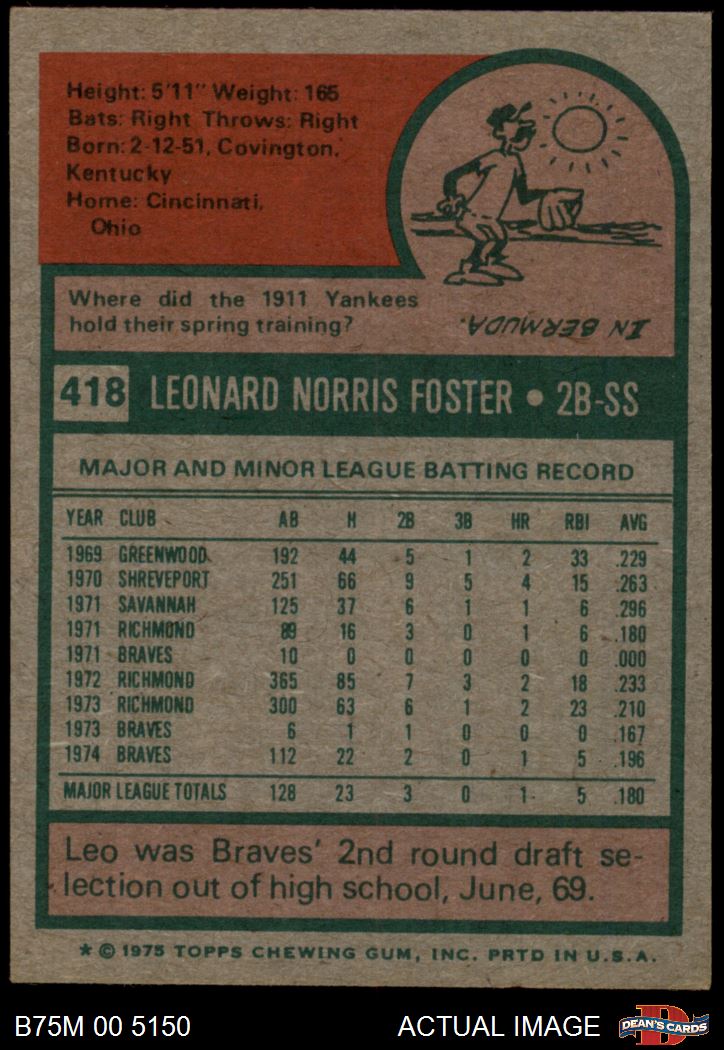 Height: 5'11" Weight: 165
Bats: Right Throws: Right
Born: 2-12-51, Covington,
Kentucky
Home: Cincinnati,
Ohio
Where did the 1911 Yankees
hold their spring training?
IN BERMUDA.
418 LEONARD NORRIS FOSTER • 2B-SS
MAJOR AND MINOR LEAGUE BATTING RECORD
YEAR CLUB AB H 2B 3B HR RBI AVG
1969 GREENWOOD 192 44 5 1 2 33 .229
1970 SHREVEPORT 251 66 9 5 4 15 .263
1971 SAVANNAH 125 37 6 1 1 6 .296
1971 RICHMOND 89 16 3 0 1 6 .180
1971 BRAVES 10 0 0 0 0 0 .000
1972 RICHMOND 365 85 7 3 2 18 .233
1973 RICHMOND 300 63 6 1 2 23 .210
1973 BRAVES 6 1 1 0 0 0 .167
1974 BRAVES 112 22 2 0 1 5 .196
MAJOR LEAGUE TOTALS 128 23 3 0 1 5 .180
Leo was Braves' 2nd round draft se-
lection out of high school, June, 69.
* © 1975 TOPPS CHEWING GUM, INC. PRTD IN U.S.A.
B75M 00 5150 ACTUAL IMAGE D DEAN'S CARDS